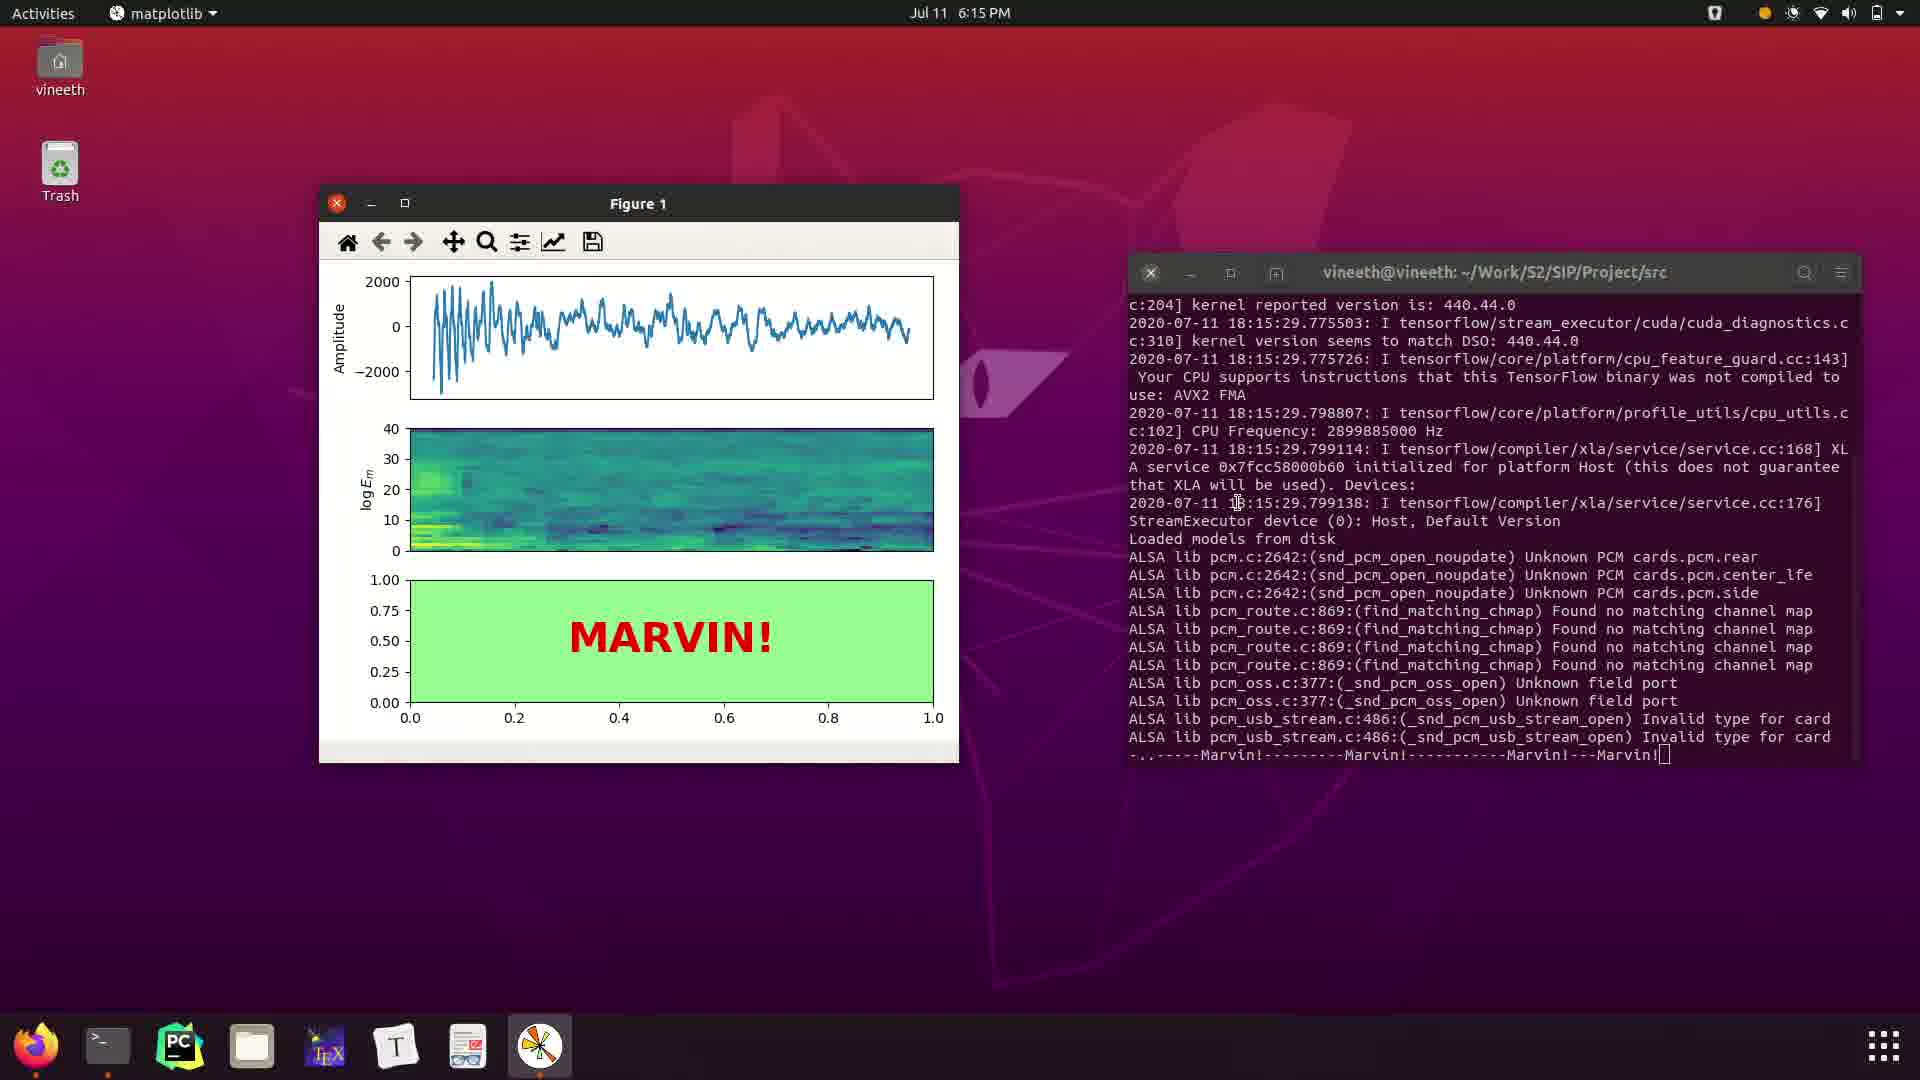 Activities
matplotlib
Jul 11 6:15 PM
vineeth
Trash
Figure 1
2000
0
−2000
Amplitude
40
30
20
10
0
log Em
1.00
0.75
0.50
0.25
0.00
MARVIN!
0.0 0.2 0.4 0.6 0.8 1.0
vineeth@vineeth: ~/Work/S2/SIP/Project/src
c:204] kernel reported version is: 440.44.0
2020-07-11 18:15:29.775503: I tensorflow/stream_executor/cuda/cuda_diagnostics.c
c:310] kernel version seems to match DSO: 440.44.0
2020-07-11 18:15:29.775726: I tensorflow/core/platform/cpu_feature_guard.cc:143]
Your CPU supports instructions that this TensorFlow binary was not compiled to
use: AVX2 FMA
2020-07-11 18:15:29.798807: I tensorflow/core/platform/profile_utils/cpu_utils.c
c:102] CPU Frequency: 2899885000 Hz
2020-07-11 18:15:29.799114: I tensorflow/compiler/xla/service/service.cc:168] XL
A service 0x7fcc58000b60 initialized for platform Host (this does not guarantee
that XLA will be used). Devices:
2020-07-11 18:15:29.799138: I tensorflow/compiler/xla/service/service.cc:176]
StreamExecutor device (0): Host, Default Version
Loaded models from disk
ALSA lib pcm.c:2642:(snd_pcm_open_noupdate) Unknown PCM cards.pcm.rear
ALSA lib pcm.c:2642:(snd_pcm_open_noupdate) Unknown PCM cards.pcm.center_lfe
ALSA lib pcm.c:2642:(snd_pcm_open_noupdate) Unknown PCM cards.pcm.side
ALSA lib pcm_route.c:869:(find_matching_chmap) Found no matching channel map
ALSA lib pcm_route.c:869:(find_matching_chmap) Found no matching channel map
ALSA lib pcm_route.c:869:(find_matching_chmap) Found no matching channel map
ALSA lib pcm_route.c:869:(find_matching_chmap) Found no matching channel map
ALSA lib pcm_oss.c:377:(_snd_pcm_oss_open) Unknown field port
ALSA lib pcm_oss.c:377:(_snd_pcm_oss_open) Unknown field port
ALSA lib pcm_usb_stream.c:486:(_snd_pcm_usb_stream_open) Invalid type for card
ALSA lib pcm_usb_stream.c:486:(_snd_pcm_usb_stream_open) Invalid type for card
-..-----Marvin!---------Marvin!-----------Marvin!---Marvin!
>_
PC
TEX
T